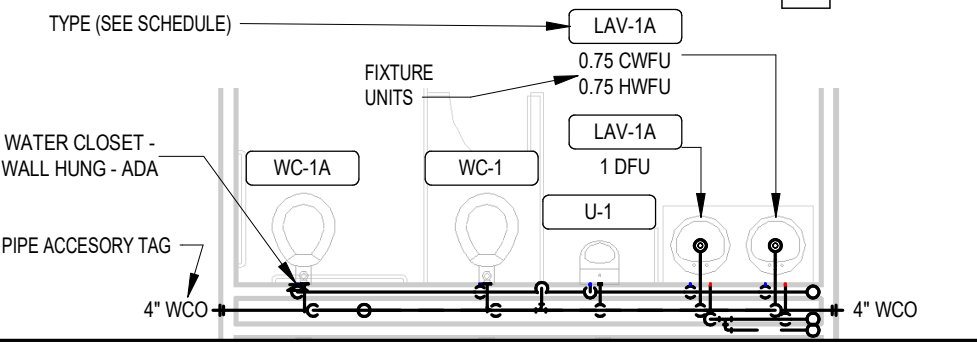 TYPE (SEE SCHEDULE)
LAV-1A
0.75 CWFU
0.75 HWFU
FIXTURE
UNITS
LAV-1A
1 DFU
WATER CLOSET -
WALL HUNG - ADA
WC-1A
WC-1
U-1
PIPE ACCESORY TAG
4" WCO
4" WCO